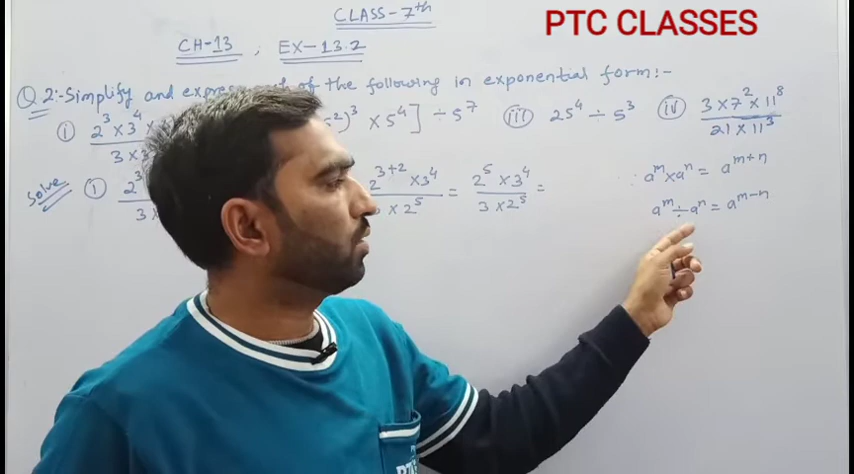 PTC CLASSES
CLASS-7th
CH-13 , EX-13.2
Q 2:-Simplify and of the following in exponential form:-
i) 2³ × 3⁴ / 3 × ²)³ × 5⁴] ÷ 5⁷ iii) 25⁴ ÷ 5³ iv) 3 × 7² × 11⁸ / 21 × 11³
Solve i) 2³ / 3 2³⁺² × 3⁴ / × 2⁵ = 2⁵ × 3⁴ / 3 × 2⁵ =
aᵐ × aⁿ = aᵐ⁺ⁿ
aᵐ ÷ aⁿ = aᵐ⁻ⁿ